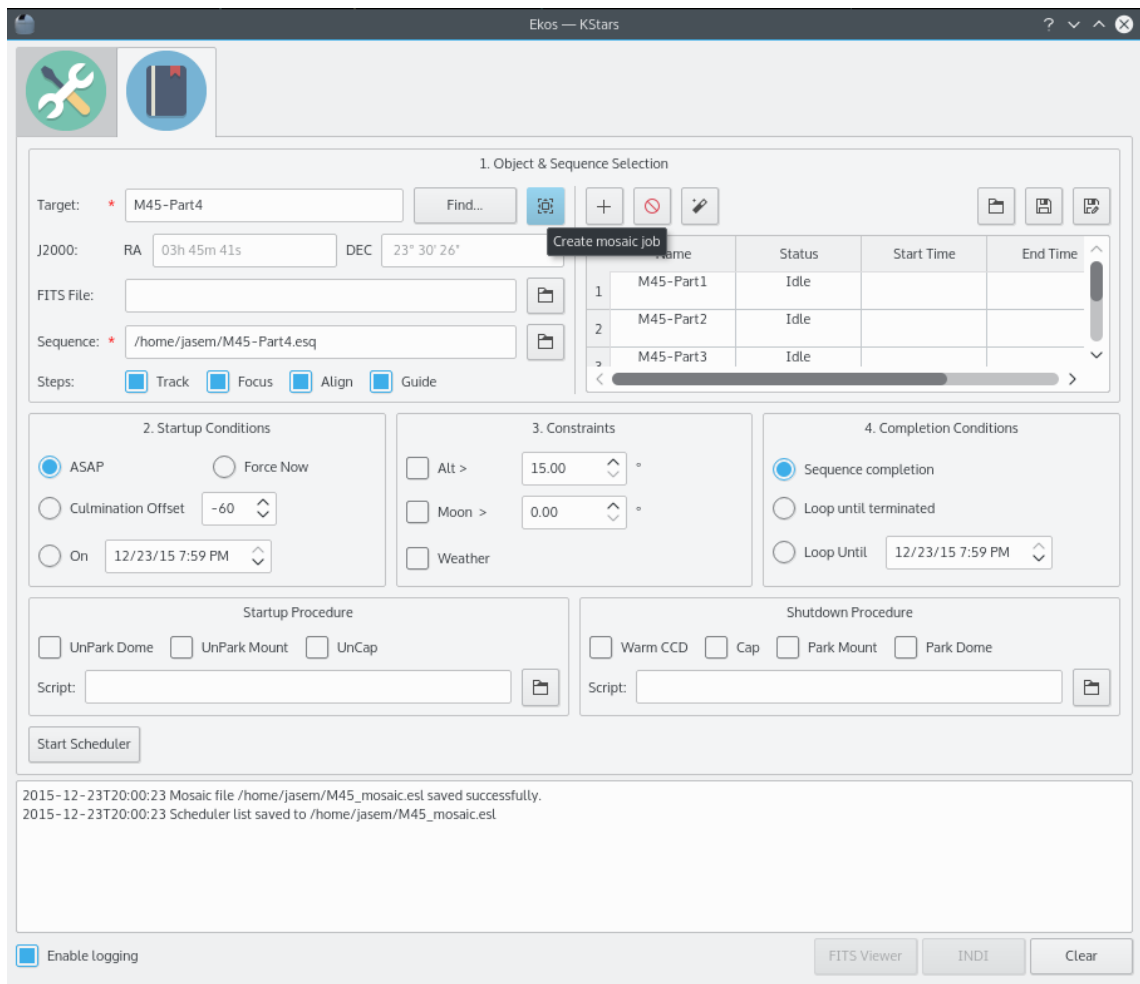 Ekos — KStars
1. Object & Sequence Selection
Target: * M45-Part4 Find...
J2000: RA 03h 45m 41s DEC 23° 30' 26"
Create mosaic job
FITS File:
Sequence: * /home/jasem/M45-Part4.esq
Steps: Track Focus Align Guide
Name Status Start Time End Time
1 M45-Part1 Idle
2 M45-Part2 Idle
3 M45-Part3 Idle
2. Startup Conditions
ASAP Force Now
Culmination Offset -60
On 12/23/15 7:59 PM
3. Constraints
Alt > 15.00 °
Moon > 0.00 °
Weather
4. Completion Conditions
Sequence completion
Loop until terminated
Loop Until 12/23/15 7:59 PM
Startup Procedure
UnPark Dome UnPark Mount UnCap
Script:
Shutdown Procedure
Warm CCD Cap Park Mount Park Dome
Script:
Start Scheduler
2015-12-23T20:00:23 Mosaic file /home/jasem/M45_mosaic.esl saved successfully.
2015-12-23T20:00:23 Scheduler list saved to /home/jasem/M45_mosaic.esl
Enable logging
FITS Viewer INDI Clear